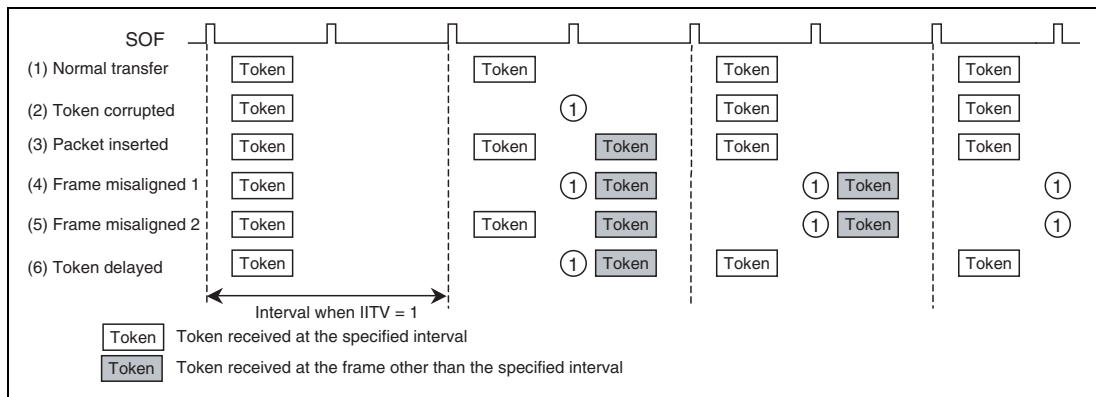 SOF
(1) Normal transfer Token Token Token Token
(2) Token corrupted Token 1 Token Token
(3) Packet inserted Token Token Token Token Token
(4) Frame misaligned 1 Token 1 Token 1 Token 1
(5) Frame misaligned 2 Token Token Token 1 Token 1
(6) Token delayed Token 1 Token Token Token
Interval when IITV = 1
Token Token received at the specified interval
Token Token received at the frame other than the specified interval